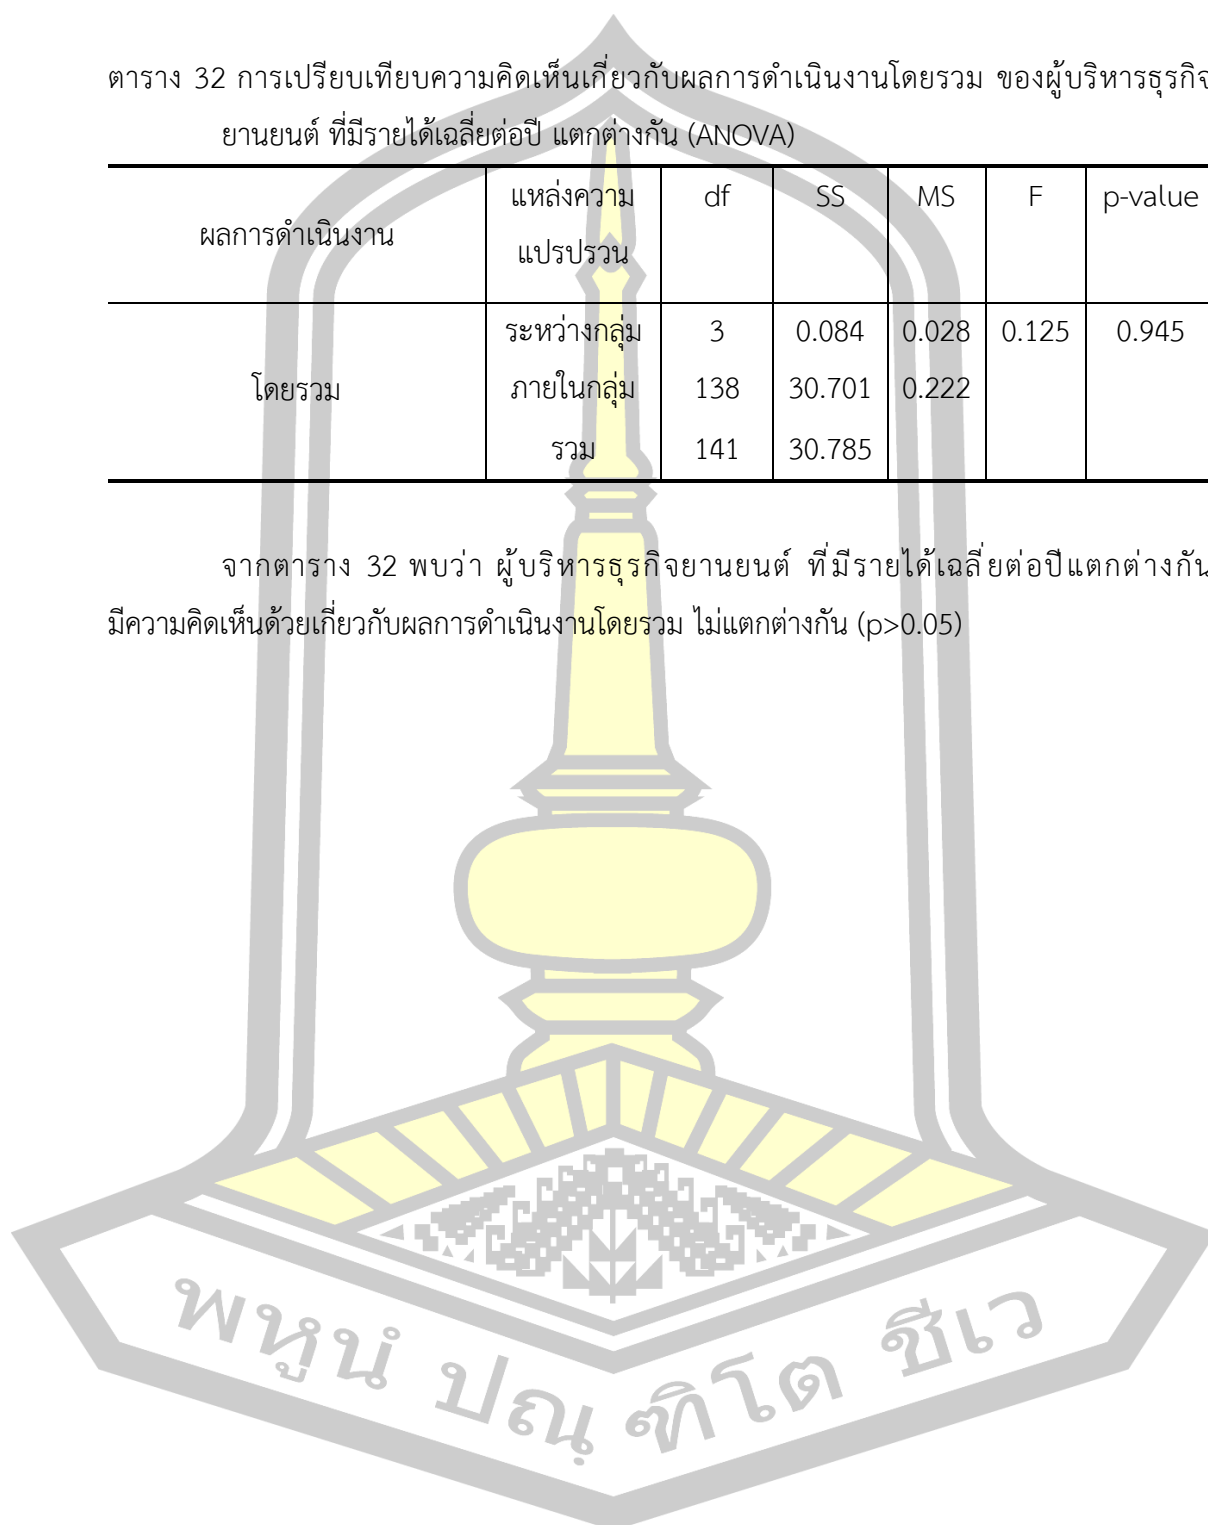 ตาราง 32 การเปรียบเทียบความคิดเห็นเกี่ยวกับผลการดำเนินงานโดยรวม ของผู้บริหารธุรกิจ
ยานยนต์ ที่มีรายได้เฉลี่ยต่อปี แตกต่างกัน (ANOVA)
ผลการดำเนินงาน แหล่งความแปรปรวน df SS MS F p-value
โดยรวม ระหว่างกลุ่ม 3 0.084 0.028 0.125 0.945
ภายในกลุ่ม 138 30.701 0.222
รวม 141 30.785
จากตาราง 32 พบว่า ผู้บริหารธุรกิจยานยนต์ ที่มีรายได้เฉลี่ยต่อปีแตกต่างกัน
มีความคิดเห็นด้วยเกี่ยวกับผลการดำเนินงานโดยรวม ไม่แตกต่างกัน (p>0.05)
พหูนํ ปณฺฑิโต ชีเว